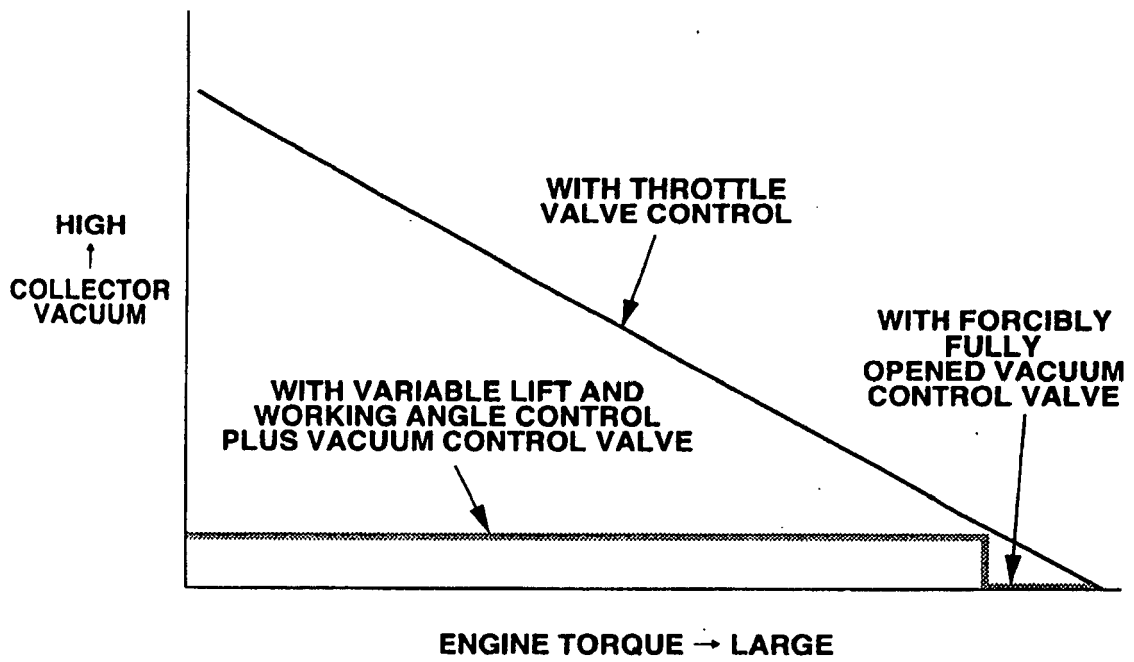 WITH THROTTLE
VALVE CONTROL
HIGH
↑
COLLECTOR
VACUUM
WITH FORCIBLY
FULLY
OPENED VACUUM
CONTROL VALVE
WITH VARIABLE LIFT AND
WORKING ANGLE CONTROL
PLUS VACUUM CONTROL VALVE
ENGINE TORQUE → LARGE